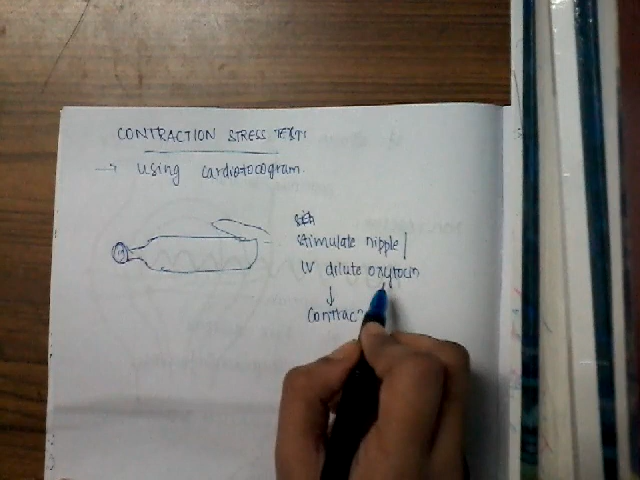 CONTRACTION STRESS TEST:
→ Using cardiotocogram.
stimulate nipple/
IV dilute oxytocin
↓
Contrac